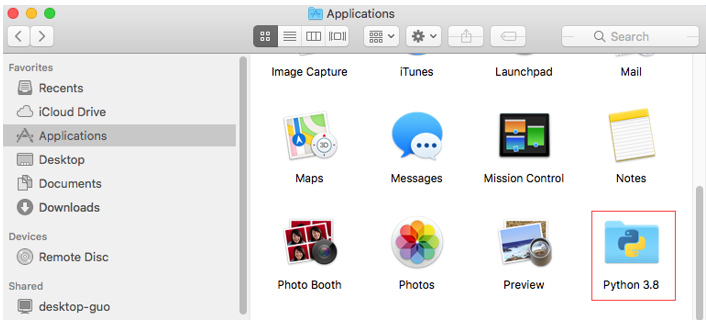 Applications
Search
Favorites
Recents
iCloud Drive
Applications
Desktop
Documents
Downloads
Devices
Remote Disc
Shared
desktop-guo
Image Capture
iTunes
Launchpad
Mail
3D
Maps
Messages
Mission Control
Notes
Photo Booth
Photos
Preview
Python 3.8